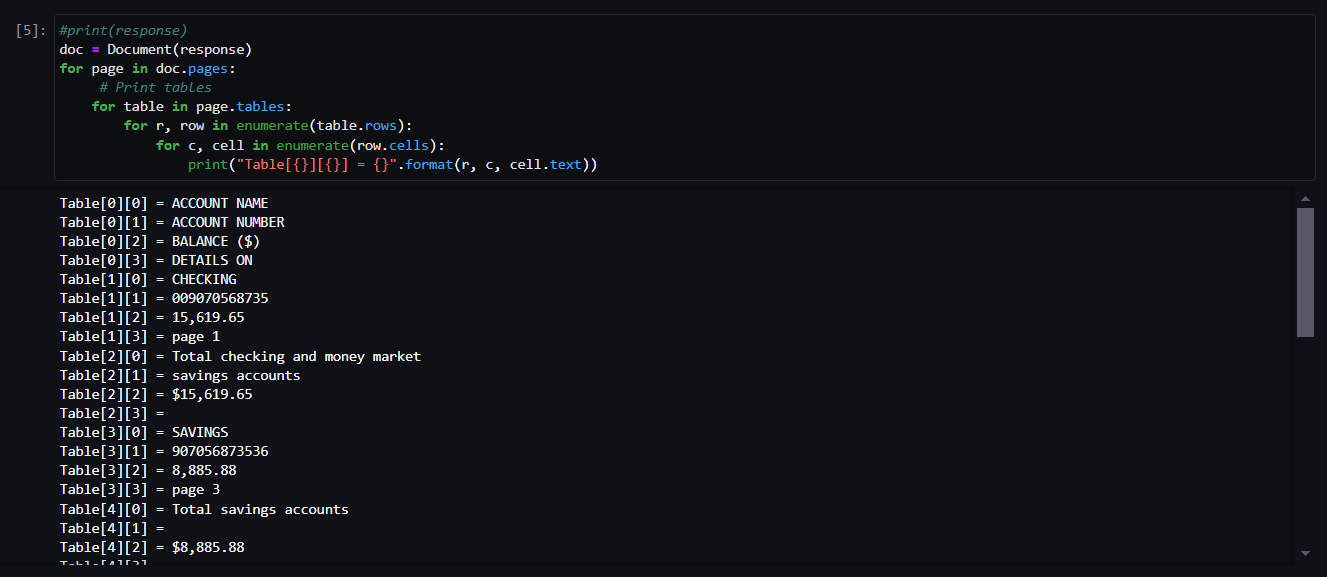 [5]: #print(response)
doc = Document(response)
for page in doc.pages:
     # Print tables
    for table in page.tables:
        for r, row in enumerate(table.rows):
            for c, cell in enumerate(row.cells):
                print("Table[{}][{}] = {}".format(r, c, cell.text))
Table[0][0] = ACCOUNT NAME
Table[0][1] = ACCOUNT NUMBER
Table[0][2] = BALANCE ($)
Table[0][3] = DETAILS ON
Table[1][0] = CHECKING
Table[1][1] = 009070568735
Table[1][2] = 15,619.65
Table[1][3] = page 1
Table[2][0] = Total checking and money market
Table[2][1] = savings accounts
Table[2][2] = $15,619.65
Table[2][3] =
Table[3][0] = SAVINGS
Table[3][1] = 907056873536
Table[3][2] = 8,885.88
Table[3][3] = page 3
Table[4][0] = Total savings accounts
Table[4][1] =
Table[4][2] = $8,885.88